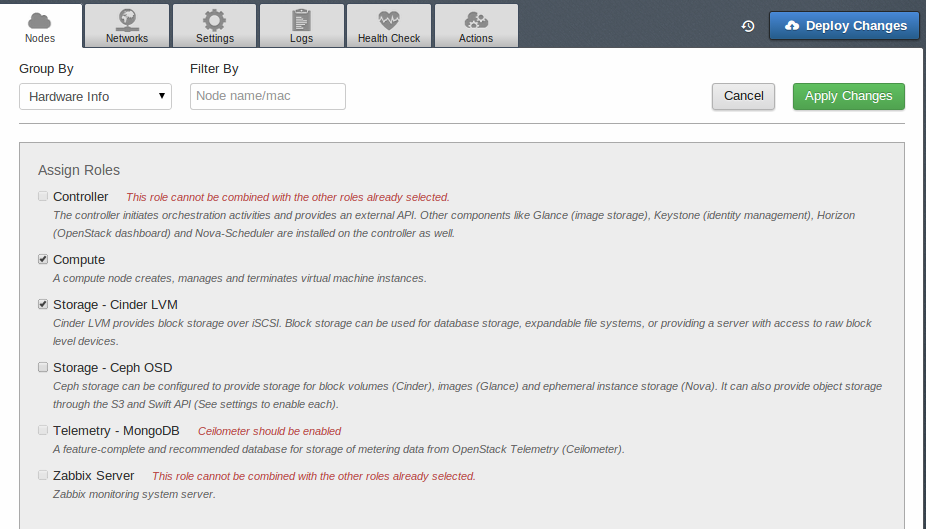 Nodes
Networks
Settings
Logs
Health Check
Actions
Deploy Changes
Group By
Filter By
Hardware Info
Node name/mac
Cancel
Apply Changes
Assign Roles
Controller This role cannot be combined with the other roles already selected.
The controller initiates orchestration activities and provides an external API. Other components like Glance (image storage), Keystone (identity management), Horizon
(OpenStack dashboard) and Nova-Scheduler are installed on the controller as well.
Compute
A compute node creates, manages and terminates virtual machine instances.
Storage - Cinder LVM
Cinder LVM provides block storage over iSCSI. Block storage can be used for database storage, expandable file systems, or providing a server with access to raw block
level devices.
Storage - Ceph OSD
Ceph storage can be configured to provide storage for block volumes (Cinder), images (Glance) and ephemeral instance storage (Nova). It can also provide object storage
through the S3 and Swift API (See settings to enable each).
Telemetry - MongoDB Ceilometer should be enabled
A feature-complete and recommended database for storage of metering data from OpenStack Telemetry (Ceilometer).
Zabbix Server This role cannot be combined with the other roles already selected.
Zabbix monitoring system server.